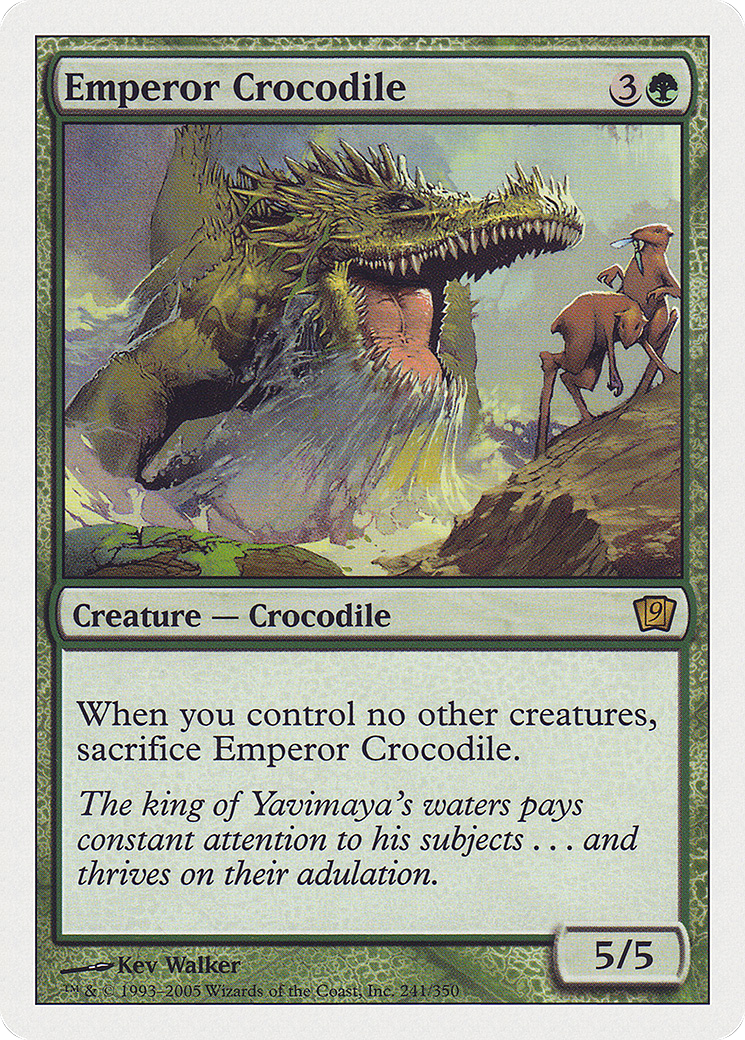 Emperor Crocodile 3
Creature — Crocodile 9
When you control no other creatures,
sacrifice Emperor Crocodile.
The king of Yavimaya's waters pays
constant attention to his subjects . . . and
thrives on their adulation.
5/5
Kev Walker
™ & © 1993–2005 Wizards of the Coast, Inc. 241/350